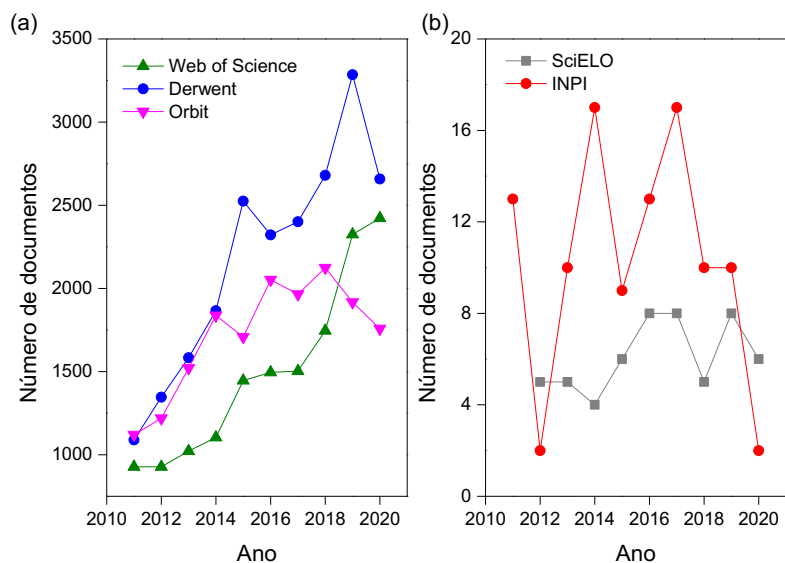 (a)
3500
3000
2500
2000
1500
1000
Número de documentos
Web of Science
Derwent
Orbit
2010
2012
2014
2016
2018
2020
Ano
(b)
20
16
12
8
4
0
Número de documentos
SciELO
INPI
2010
2012
2014
2016
2018
2020
Ano